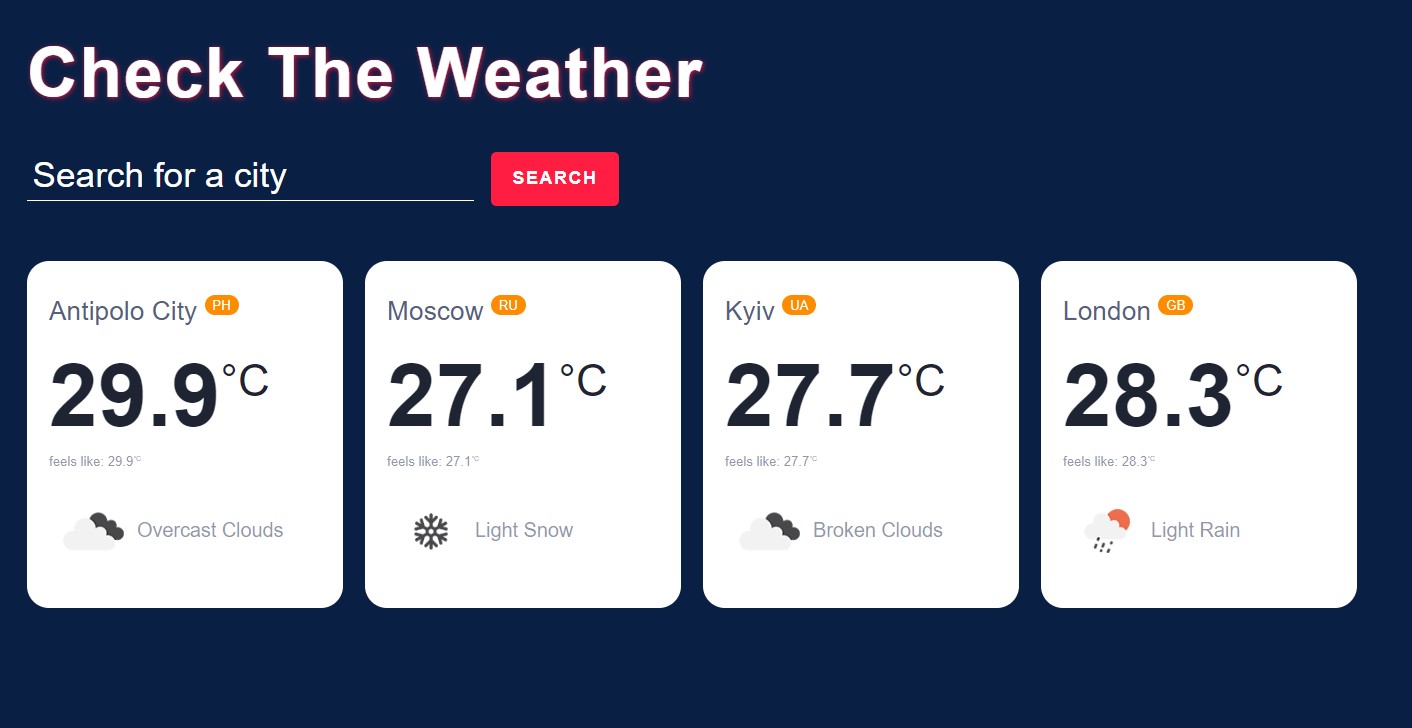 Check The Weather
Search for a city
SEARCH
Antipolo City PH
29.9°C
feels like: 29.9°C
Overcast Clouds
Moscow RU
27.1°C
feels like: 27.1°C
Light Snow
Kyiv UA
27.7°C
feels like: 27.7°C
Broken Clouds
London GB
28.3°C
feels like: 28.3°C
Light Rain